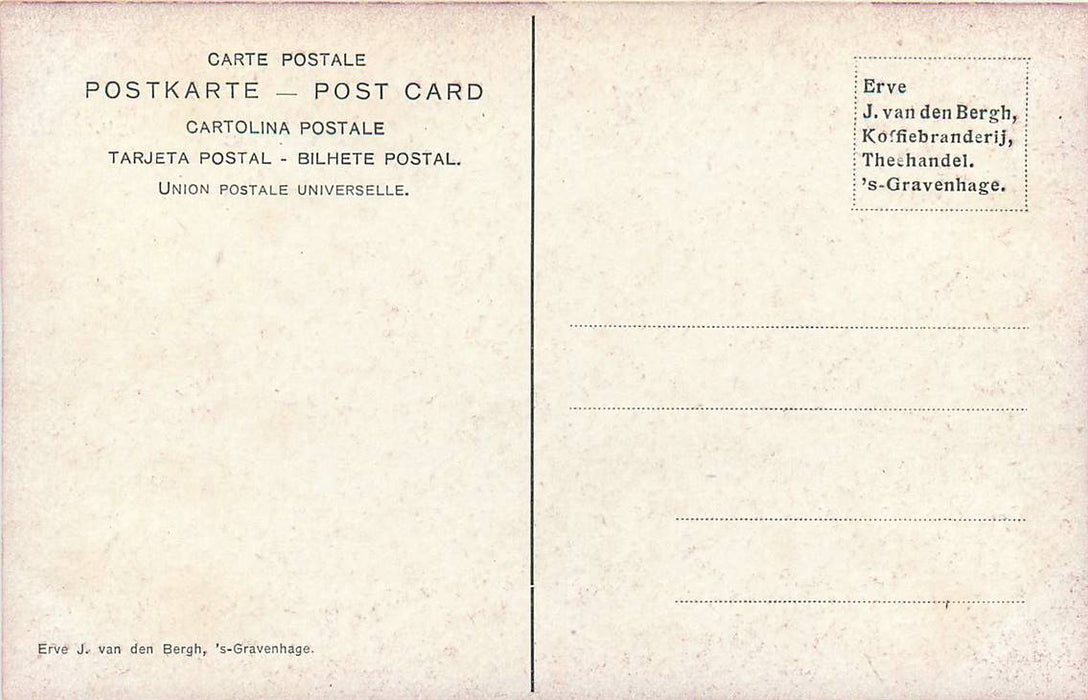 CARTE POSTALE
POSTKARTE — POST CARD
CARTOLINA POSTALE
TARJETA POSTAL - BILHETE POSTAL.
UNION POSTALE UNIVERSELLE.
Erve J. van den Bergh, 's-Gravenhage.
Erve
J. van den Bergh,
Koffiebranderij,
Theehandel.
's-Gravenhage.